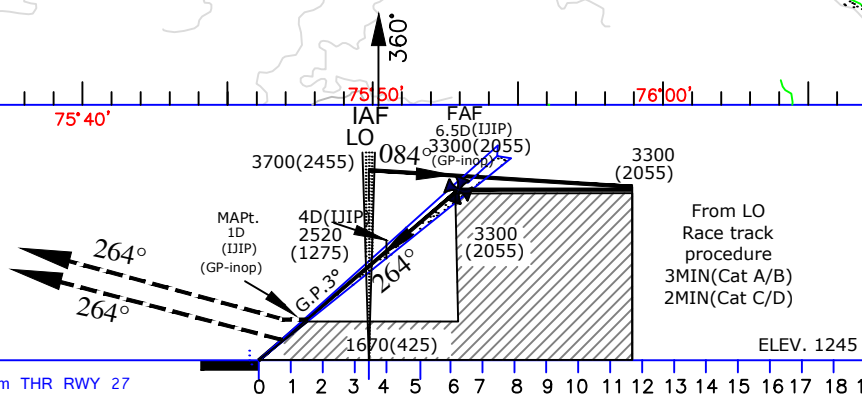 360°
75°40'
75°50'
76°00'
IAF
LO
3700(2455)
084°
FAF
6.5D(IJIP)
3300(2055)
(GP-inop)
3300
(2055)
MAPt.
1D
(IJIP)
(GP-inop)
4D(IJIP)
2520
(1275)
3300
(2055)
From LO
Race track
procedure
3MIN(Cat A/B)
2MIN(Cat C/D)
264°
264°
G.P.3°
264°
1670(425)
ELEV. 1245
m THR RWY 27
0 1 2 3 4 5 6 7 8 9 10 11 12 13 14 15 16 17 18 1